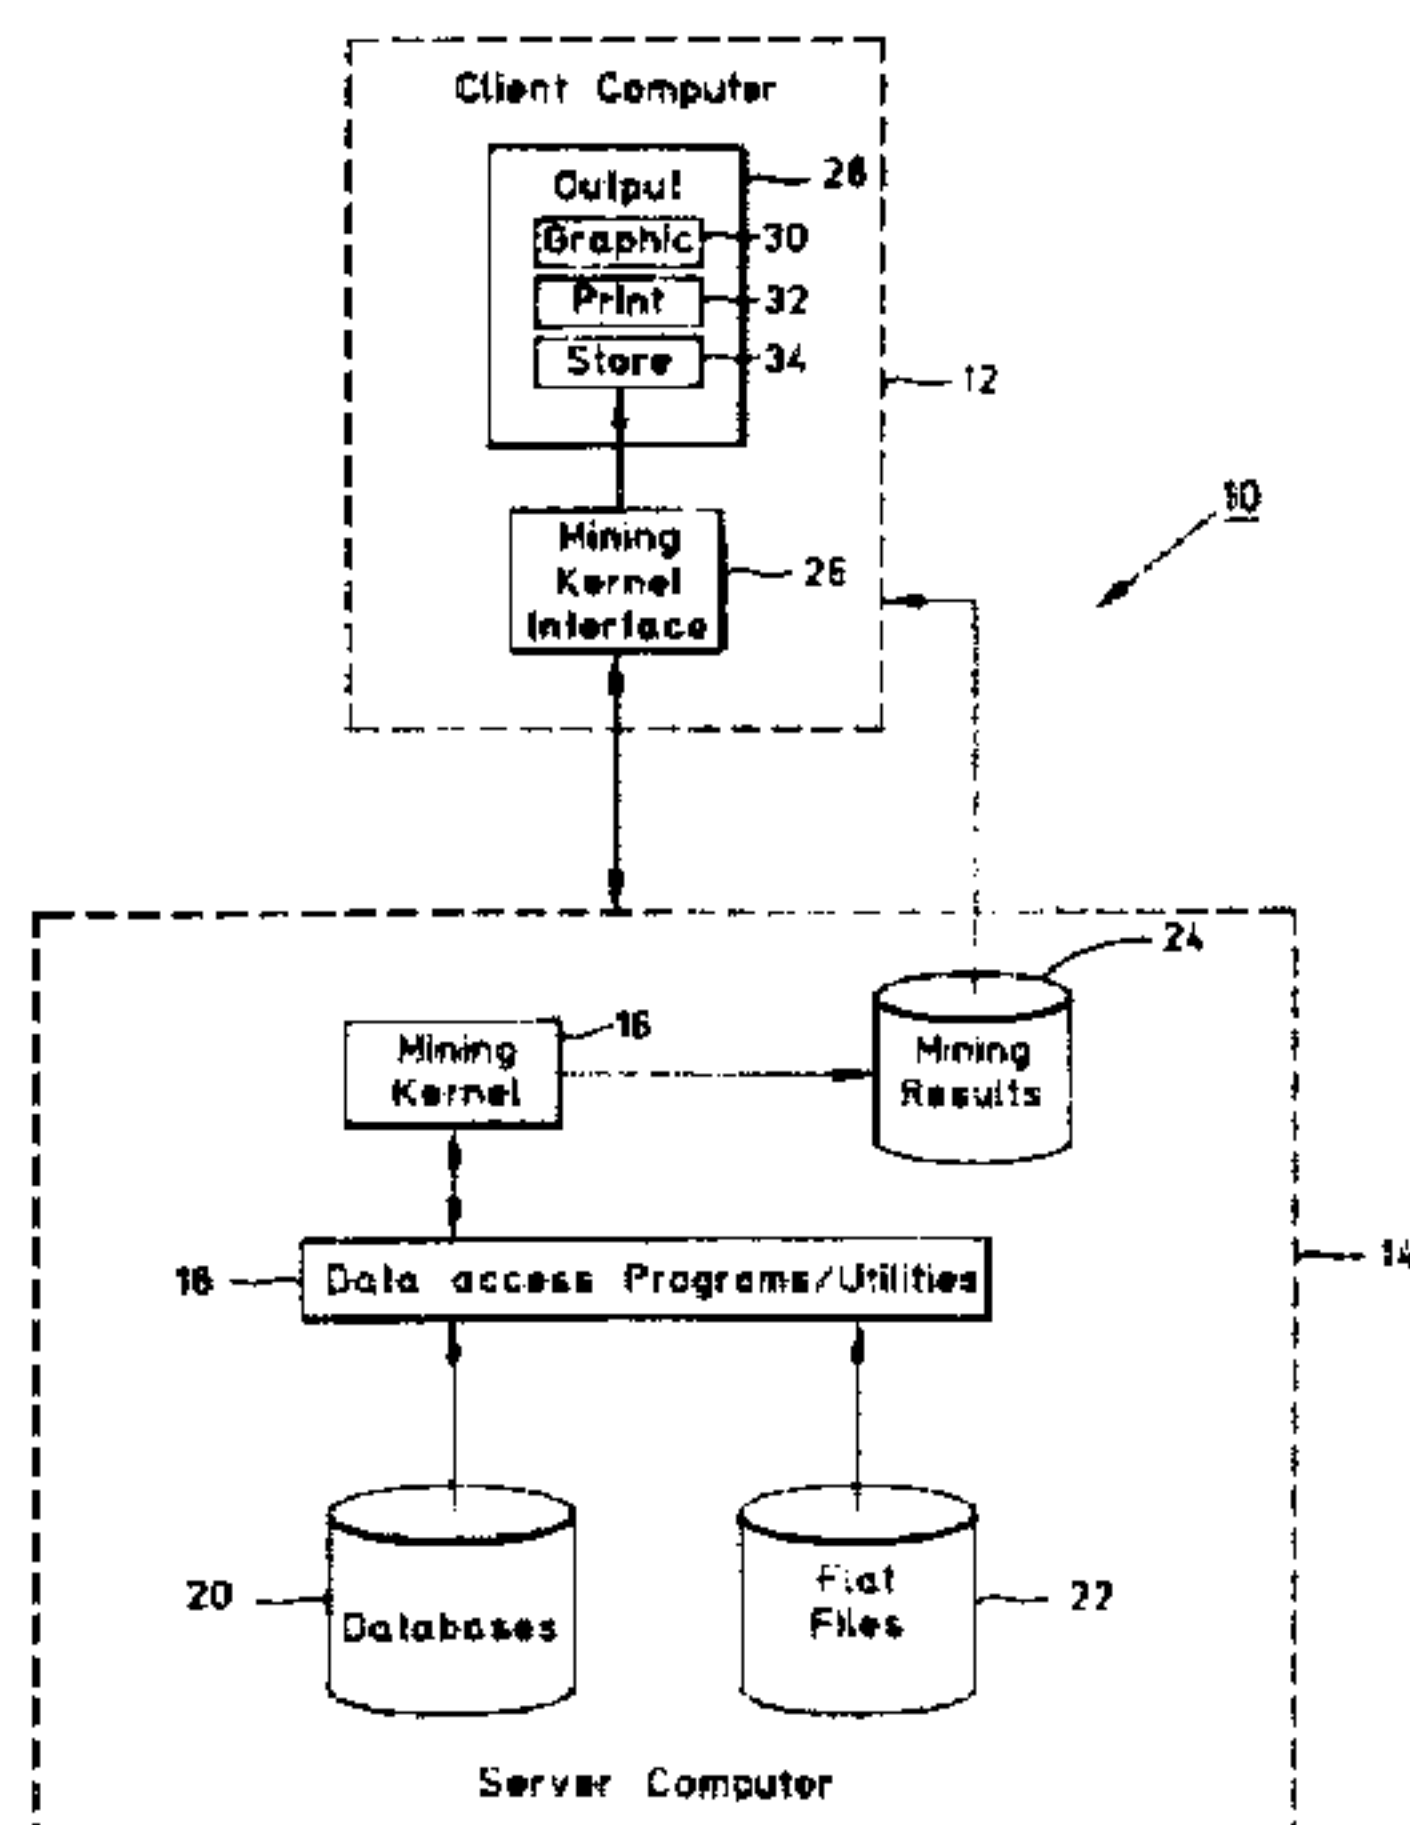 Client Computer
Output
28
Graphic
30
Print
32
Store
34
12
10
Mining
Kernel
Interface
26
24
16
Mining
Kernel
Mining
Results
18
Data access Programs/Utilities
14
20
Databases
Flat
Files
22
Server Computer